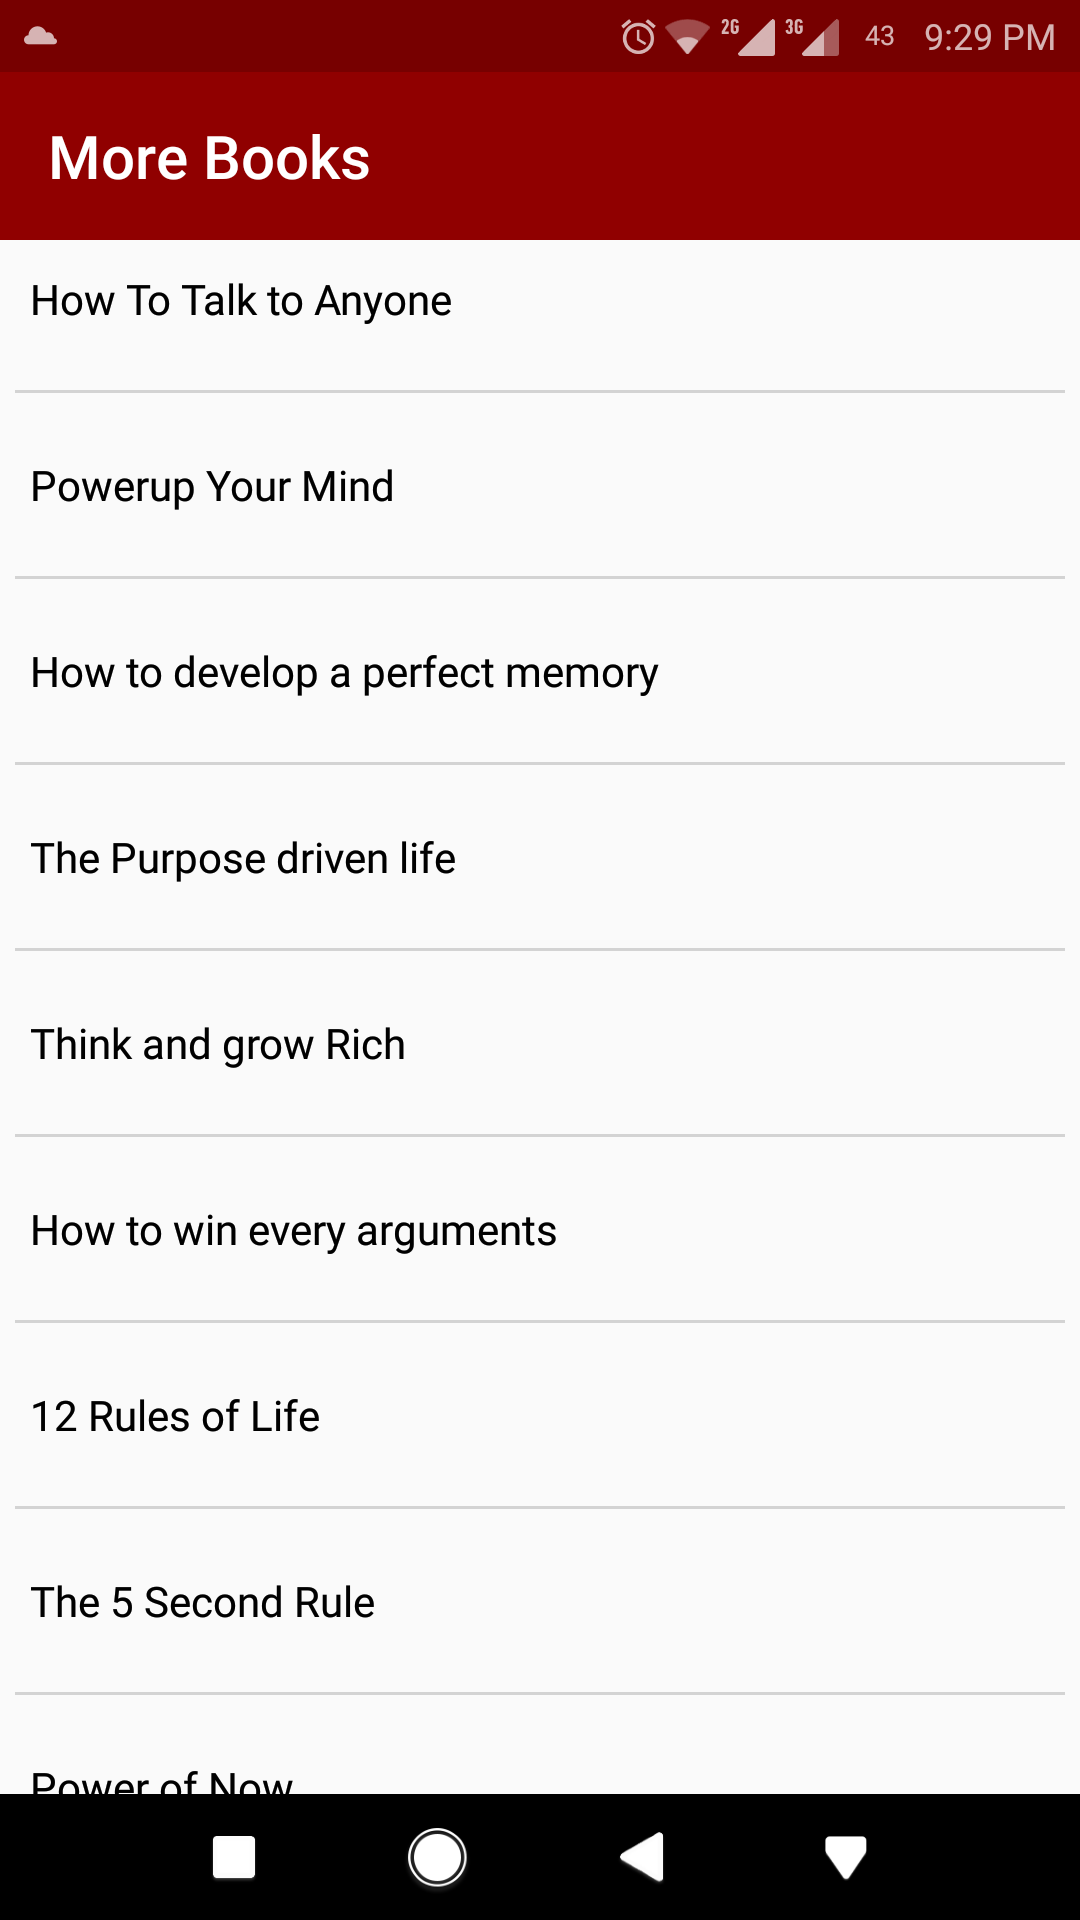 2G 3G 43 9:29 PM
More Books
How To Talk to Anyone
Powerup Your Mind
How to develop a perfect memory
The Purpose driven life
Think and grow Rich
How to win every arguments
12 Rules of Life
The 5 Second Rule
Power of Now